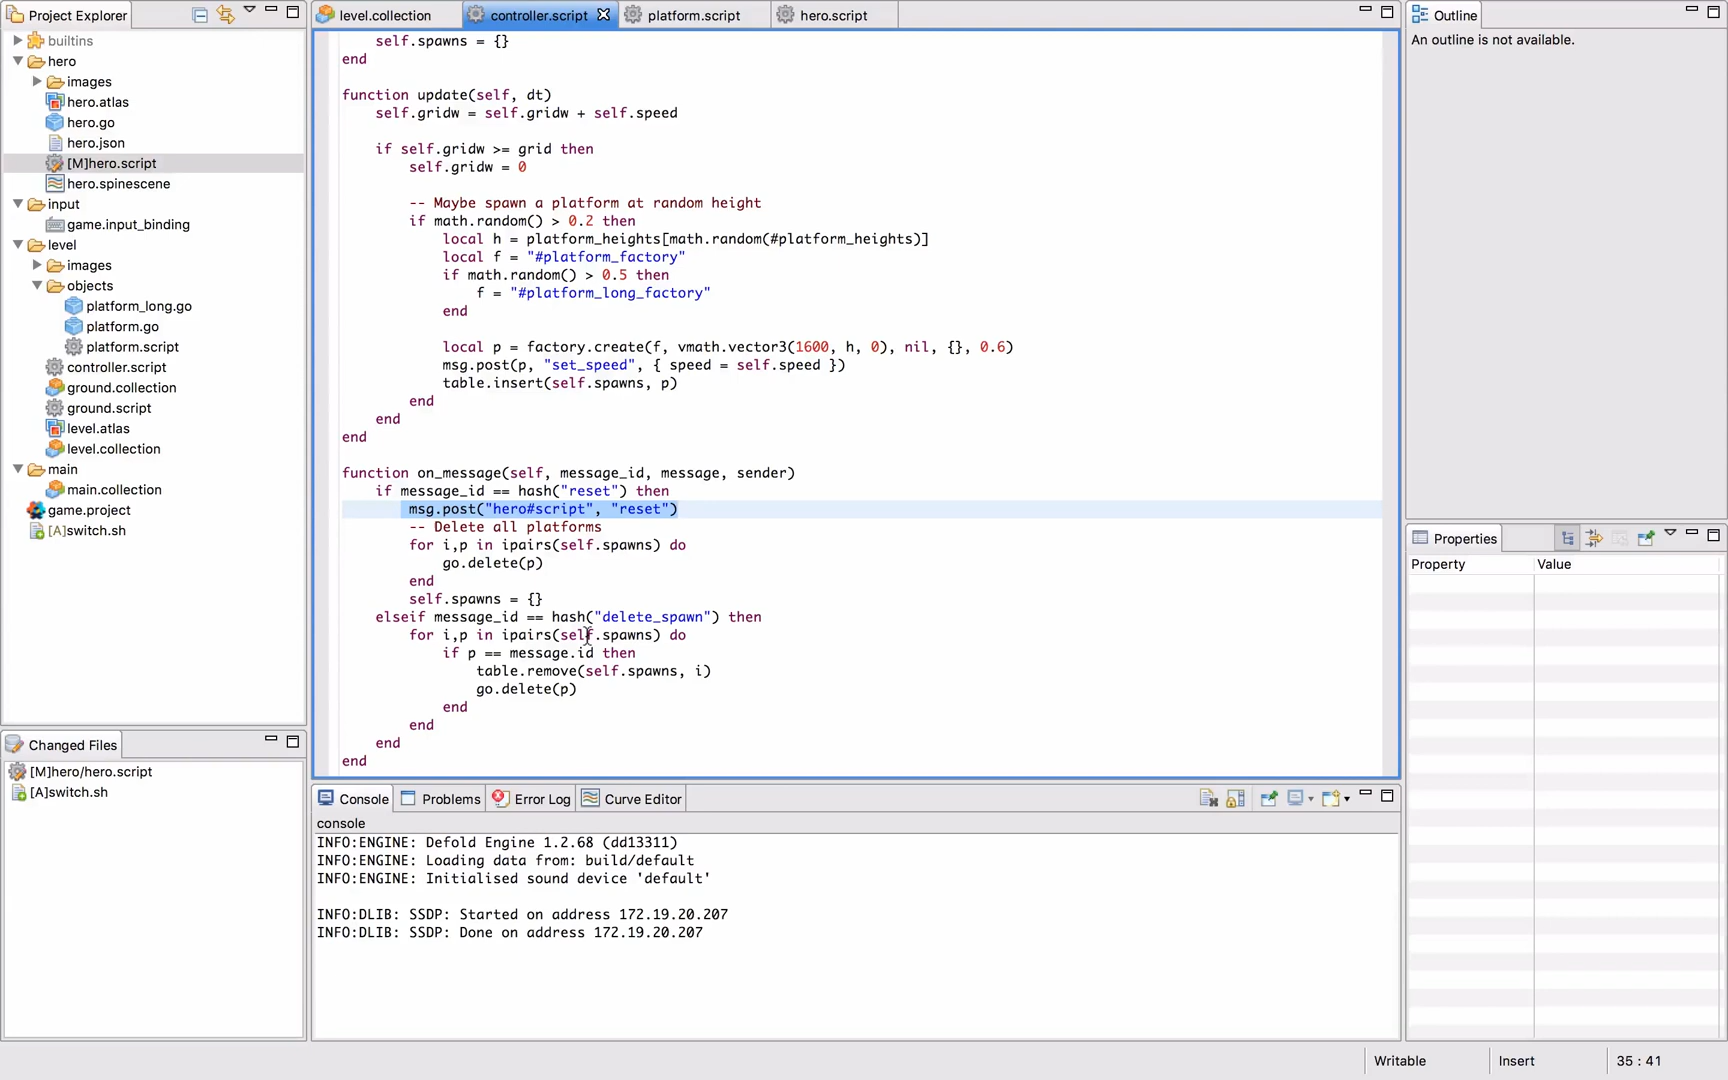 Project Explorer
builtins
hero
images
hero.atlas
hero.go
hero.json
[M]hero.script
hero.spinescene
input
game.input_binding
level
images
objects
platform_long.go
platform.go
platform.script
controller.script
ground.collection
ground.script
level.atlas
level.collection
main
main.collection
game.project
[A]switch.sh
Changed Files
[M]hero/hero.script
[A]switch.sh
level.collection
controller.script
platform.script
hero.script
self.spawns = {}
end
function update(self, dt)
self.gridw = self.gridw + self.speed
if self.gridw >= grid then
self.gridw = 0
-- Maybe spawn a platform at random height
if math.random() > 0.2 then
local h = platform_heights[math.random(#platform_heights)]
local f = "#platform_factory"
if math.random() > 0.5 then
f = "#platform_long_factory"
end
local p = factory.create(f, vmath.vector3(1600, h, 0), nil, {}, 0.6)
msg.post(p, "set_speed", { speed = self.speed })
table.insert(self.spawns, p)
end
end
end
function on_message(self, message_id, message, sender)
if message_id == hash("reset") then
msg.post("hero#script", "reset")
-- Delete all platforms
for i,p in ipairs(self.spawns) do
go.delete(p)
end
self.spawns = {}
elseif message_id == hash("delete_spawn") then
for i,p in ipairs(self.spawns) do
if p == message.id then
table.remove(self.spawns, i)
go.delete(p)
end
end
end
end
Console
Problems
Error Log
Curve Editor
console
INFO:ENGINE: Defold Engine 1.2.68 (dd13311)
INFO:ENGINE: Loading data from: build/default
INFO:ENGINE: Initialised sound device 'default'
INFO:DLIB: SSDP: Started on address 172.19.20.207
INFO:DLIB: SSDP: Done on address 172.19.20.207
Outline
An outline is not available.
Properties
Property
Value
Writable
Insert
35 : 41